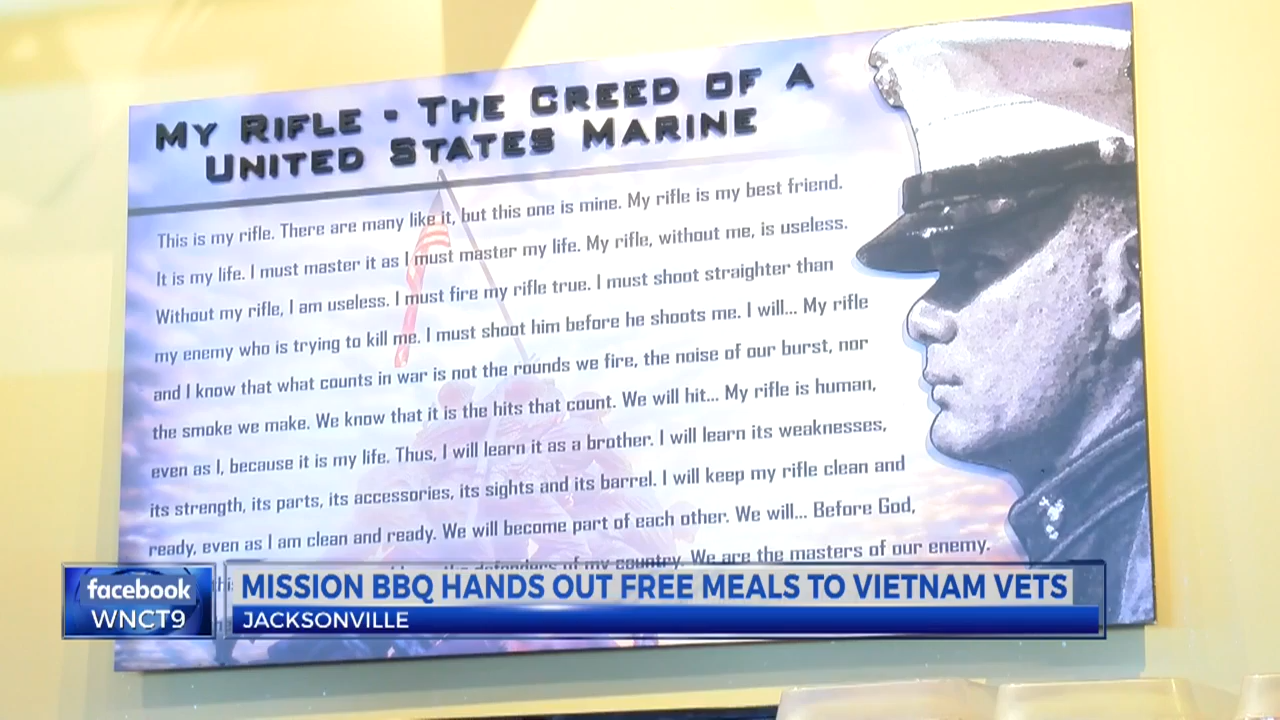 MY RIFLE - THE CREED OF A
UNITED STATES MARINE
This is my rifle. There are many like it, but this one is mine. My rifle is my best friend.
It is my life. I must master it as I must master my life. My rifle, without me, is useless.
Without my rifle, I am useless. I must fire my rifle true. I must shoot straighter than
my enemy who is trying to kill me. I must shoot him before he shoots me. I will... My rifle
and I know that what counts in war is not the rounds we fire, the noise of our burst, nor
the smoke we make. We know that it is the hits that count. We will hit... My rifle is human,
even as I, because it is my life. Thus, I will learn it as a brother. I will learn its weaknesses,
its strength, its parts, its accessories, its sights and its barrel. I will keep my rifle clean and
ready, even as I am clean and ready. We will become part of each other. We will... Before God,
of my country. We are the masters of our enemy.
facebook
WNCT9
MISSION BBQ HANDS OUT FREE MEALS TO VIETNAM VETS
JACKSONVILLE